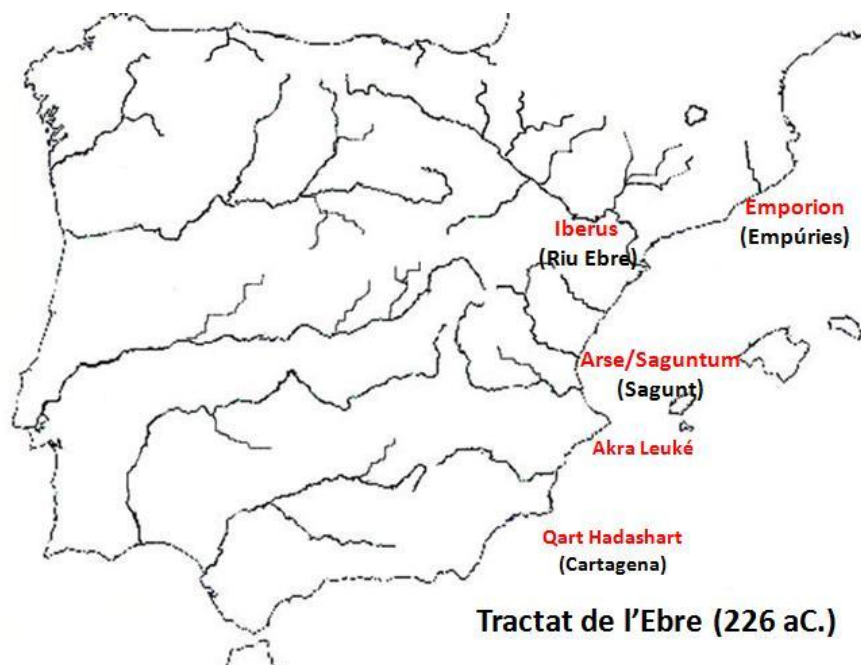 Emporion
(Empúries)
Iberus
(Riu Ebre)
Arse/Saguntum
(Sagunt)
Akra Leuké
Qart Hadashart
(Cartagena)
Tractat de l’Ebre (226 aC.)